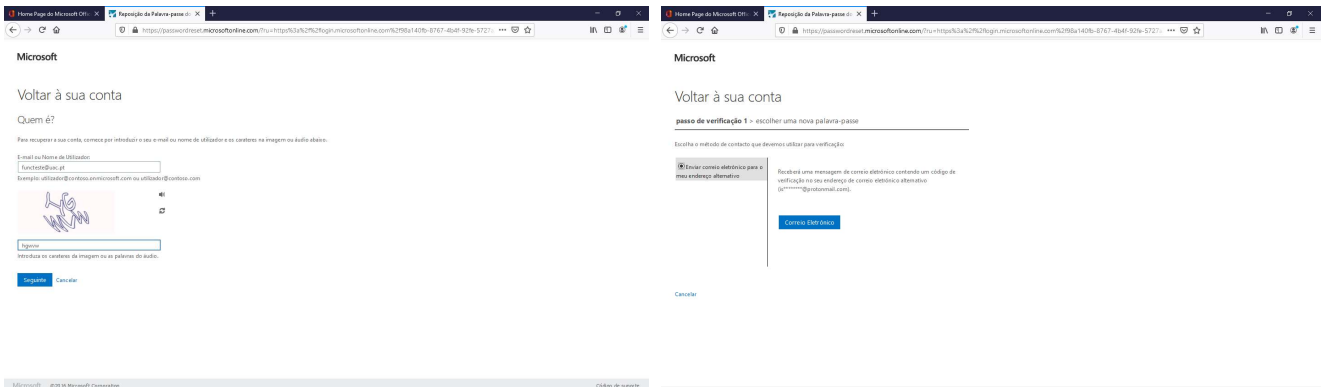 Home Page do Microsoft Offi
Reposição da Palavra-passe do
https://passwordreset.microsoftonline.com/?ru=https%3a%2f%2flogin.microsoftonline.com%2f98a140fb-8767-4b4f-92fe-5727
Microsoft
Voltar à sua conta
Quem é?
Para recuperar a sua conta, comece por introduzir o seu e-mail ou nome de utilizador e os carateres na imagem ou áudio abaixo.
E-mail ou Nome de Utilizador:
functeste@uac.pt
Exemplo: utilizador@contoso.onmicrosoft.com ou utilizador@contoso.com
hgwvw
Introduza os carateres da imagem ou as palavras do áudio.
Seguinte Cancelar
Microsoft ©2016 Microsoft Corporation Código de suporte
Home Page do Microsoft Offi
Reposição da Palavra-passe do
https://passwordreset.microsoftonline.com/?ru=https%3a%2f%2flogin.microsoftonline.com%2f98a140fb-8767-4b4f-92fe-5727
Microsoft
Voltar à sua conta
passo de verificação 1 > escolher uma nova palavra-passe
Escolha o método de contacto que devemos utilizar para verificação:
Enviar correio eletrónico para o
meu endereço alternativo
Receberá uma mensagem de correio eletrónico contendo um código de
verificação no seu endereço de correio eletrónico alternativo
Correio Eletrónico
Cancelar